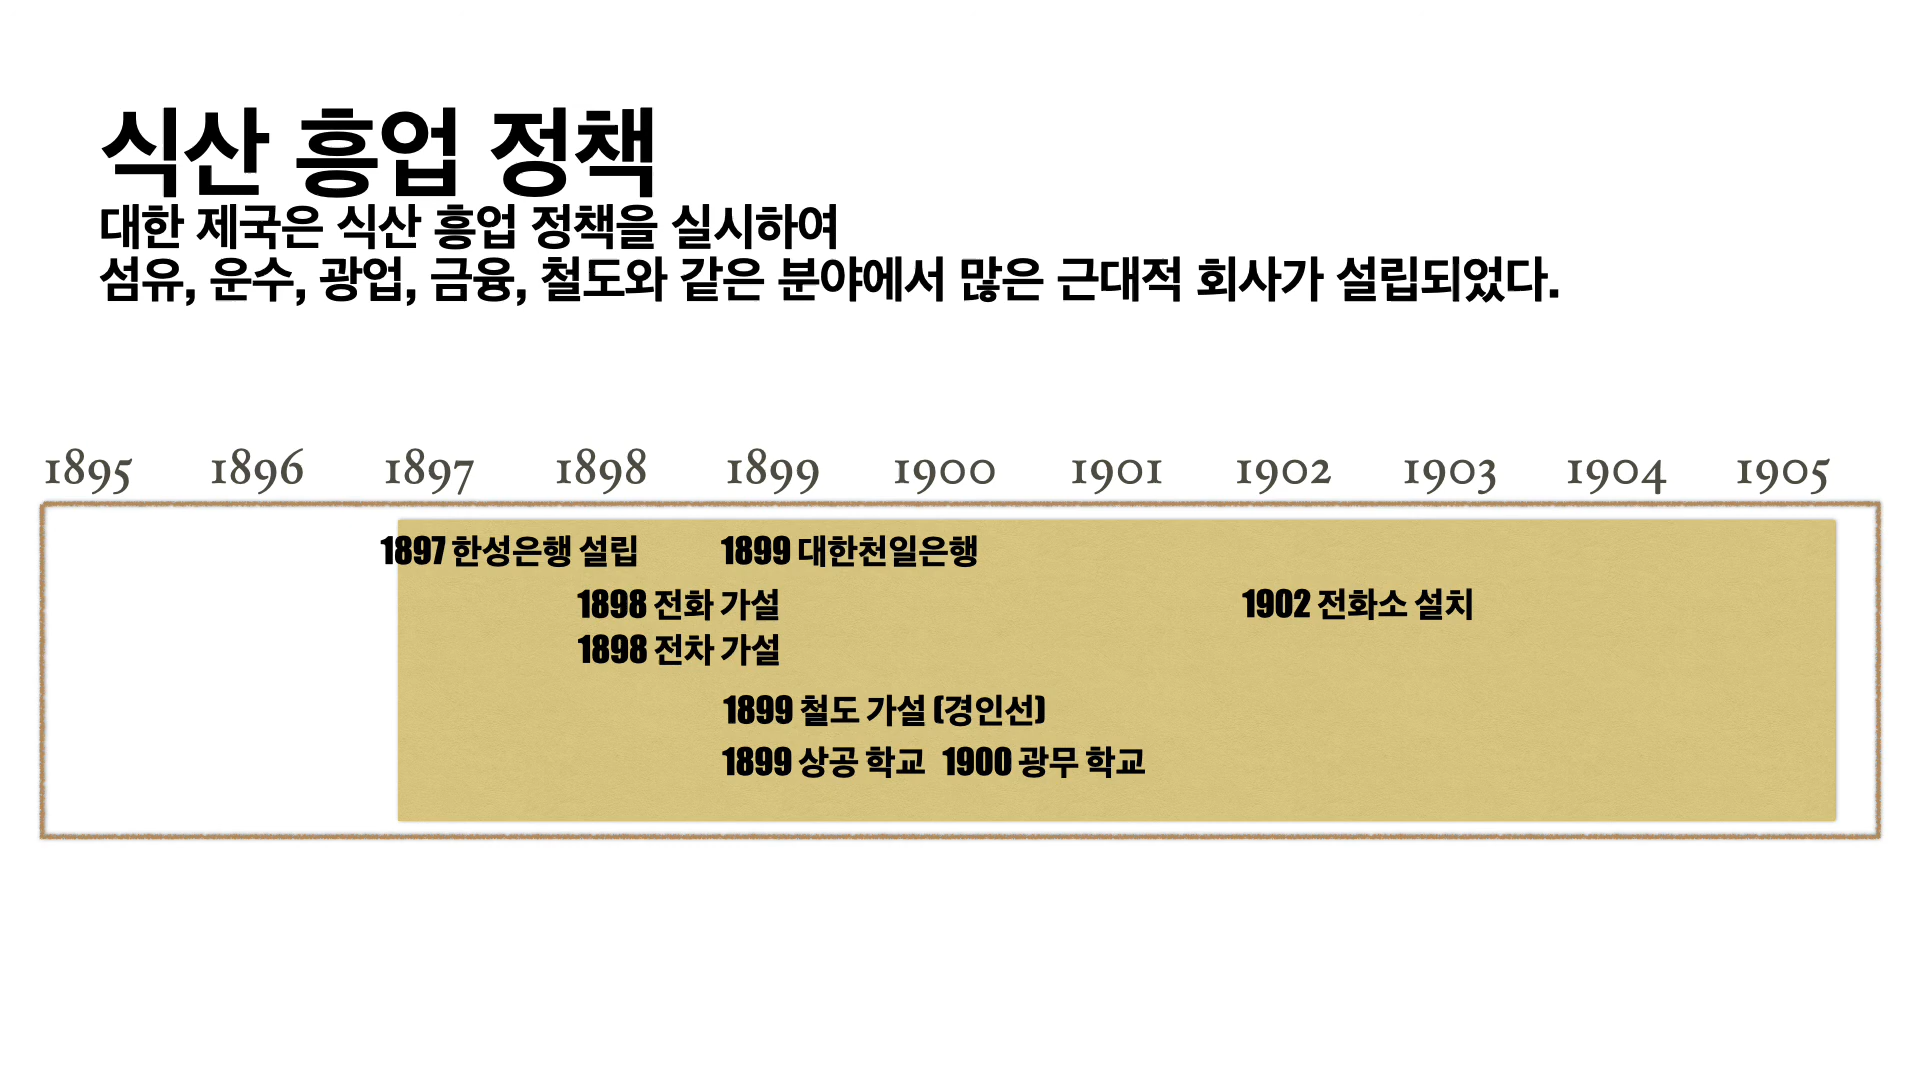 식산 흥업 정책
대한 제국은 식산 흥업 정책을 실시하여
섬유, 운수, 광업, 금융, 철도와 같은 분야에서 많은 근대적 회사가 설립되었다.
1895 1896 1897 1898 1899 1900 1901 1902 1903 1904 1905
1897 한성은행 설립 1899 대한천일은행
1898 전화 가설 1902 전화소 설치
1898 전차 가설
1899 철도 가설 (경인선)
1899 상공 학교 1900 광무 학교